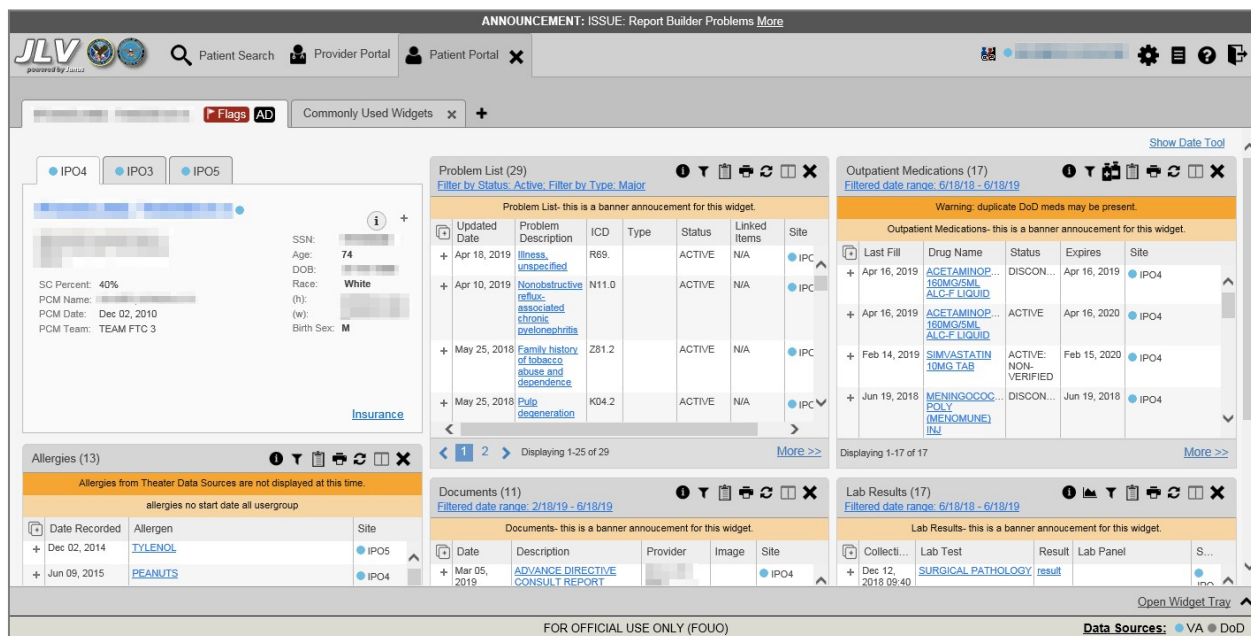 ANNOUNCEMENT: ISSUE: Report Builder Problems More
JLV
powered by Janus
Patient Search
Provider Portal
Patient Portal
Flags AD
Commonly Used Widgets
Show Date Tool
IPO4 IPO3 IPO5
SSN:
Age: 74
DOB:
SC Percent: 40%
Race: White
PCM Name:
(h):
PCM Date: Dec 02, 2010
(w):
PCM Team: TEAM FTC 3
Birth Sex: M
Insurance
Problem List (29)
Filter by Status: Active; Filter by Type: Major
Problem List- this is a banner annoucement for this widget.
Updated Date Problem Description ICD Type Status Linked Items Site
Apr 18, 2019 Illness, unspecified R69. ACTIVE N/A IPC
Apr 10, 2019 Nonobstructive reflux-associated chronic pyelonephritis N11.0 ACTIVE N/A IPC
May 25, 2018 Family history of tobacco abuse and dependence Z81.2 ACTIVE N/A IPC
May 25, 2018 Pulp degeneration K04.2 ACTIVE N/A IPC
1 2 Displaying 1-25 of 29 More >>
Outpatient Medications (17)
Filtered date range: 6/18/18 - 6/18/19
Warning: duplicate DoD meds may be present.
Outpatient Medications- this is a banner annoucement for this widget.
Last Fill Drug Name Status Expires Site
Apr 16, 2019 ACETAMINOP... 160MG/5ML ALC-F LIQUID DISCON... Apr 16, 2019 IPO4
Apr 16, 2019 ACETAMINOP... 160MG/5ML ALC-F LIQUID ACTIVE Apr 16, 2020 IPO4
Feb 14, 2019 SIMVASTATIN 10MG TAB ACTIVE: NON-VERIFIED Feb 15, 2020 IPO4
Jun 19, 2018 MENINGOCOC... POLY (MENOMUNE) INJ DISCON... Jun 19, 2018 IPO4
Displaying 1-17 of 17 More >>
Allergies (13)
Allergies from Theater Data Sources are not displayed at this time.
allergies no start date all usergroup
Date Recorded Allergen Site
Dec 02, 2014 TYLENOL IPO5
Jun 09, 2015 PEANUTS IPO4
Documents (11)
Filtered date range: 2/18/19 - 6/18/19
Documents- this is a banner annoucement for this widget.
Date Description Provider Image Site
Mar 05, 2019 ADVANCE DIRECTIVE CONSULT REPORT IPO4
Lab Results (17)
Filtered date range: 6/18/18 - 6/18/19
Lab Results- this is a banner annoucement for this widget.
Collecti... Lab Test Result Lab Panel S...
Dec 12, 2018 09:40 SURGICAL PATHOLOGY result
Open Widget Tray
FOR OFFICIAL USE ONLY (FOUO)
Data Sources: VA DoD